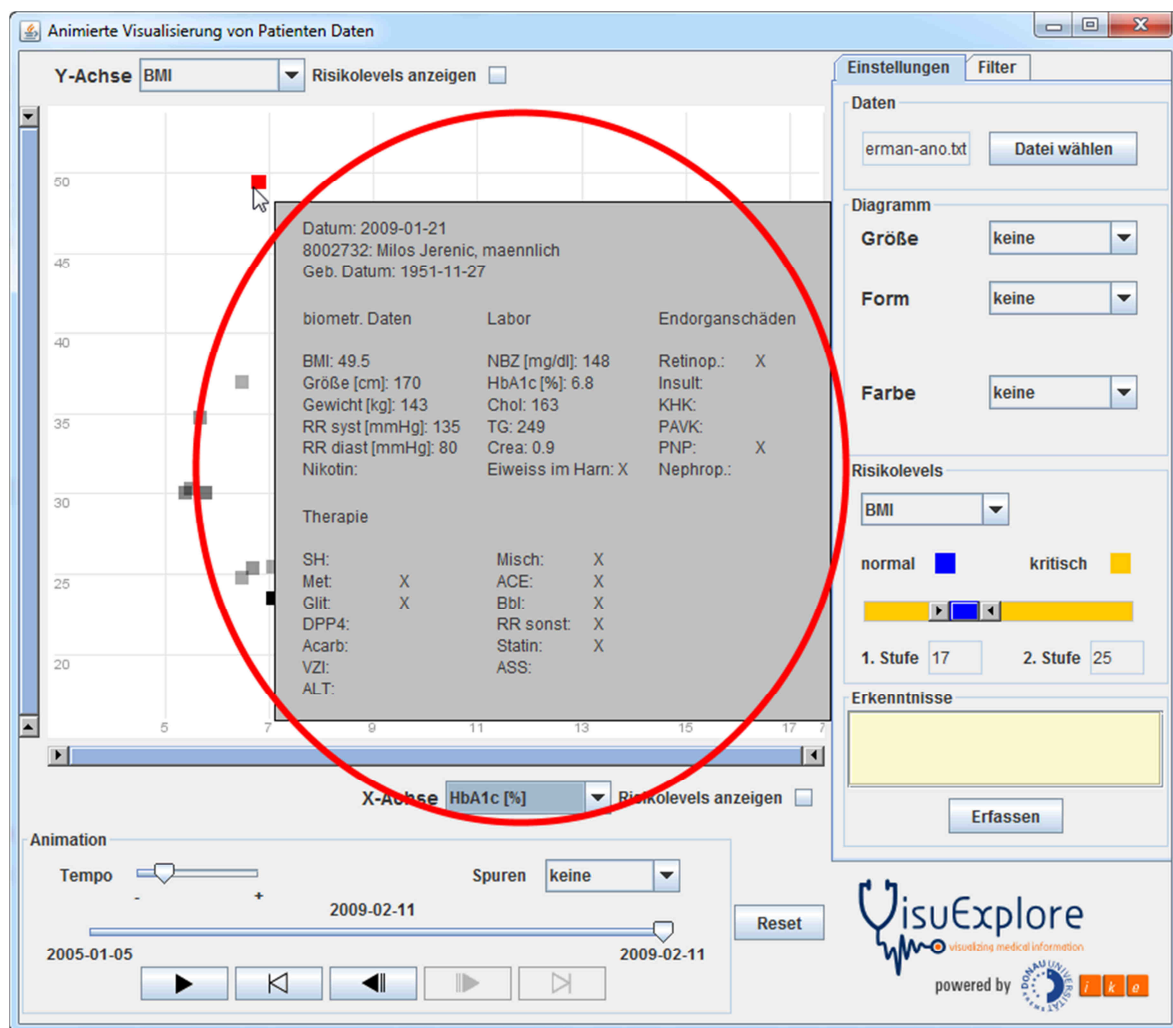 Animierte Visualisierung von Patienten Daten
Y-Achse BMI Risikolevels anzeigen
50
45
40
35
30
25
20
5 7 9 11 13 15 17
Datum: 2009-01-21
8002732: Milos Jerenic, maennlich
Geb. Datum: 1951-11-27
biometr. Daten Labor Endorganschäden
BMI: 49.5 NBZ [mg/dl]: 148 Retinop.: X
Größe [cm]: 170 HbA1c [%]: 6.8 Insult:
Gewicht [kg]: 143 Chol: 163 KHK:
RR syst [mmHg]: 135 TG: 249 PAVK:
RR diast [mmHg]: 80 Crea: 0.9 PNP: X
Nikotin: Eiweiss im Harn: X Nephrop.:
Therapie
SH: Misch: X
Met: X ACE: X
Glit: X Bbl: X
DPP4: RR sonst: X
Acarb: Statin: X
VZI: ASS:
ALT:
X-Achse HbA1c [%] Risikolevels anzeigen
Animation
Tempo - + Spuren keine
2009-02-11
2005-01-05 2009-02-11
Reset
Einstellungen Filter
Daten
erman-ano.txt Datei wählen
Diagramm
Größe keine
Form keine
Farbe keine
Risikolevels
BMI
normal kritisch
1. Stufe 17 2. Stufe 25
Erkenntnisse
Erfassen
VisuExplore
visualizing medical information
powered by DONAU UNIVERSITÄT i k e